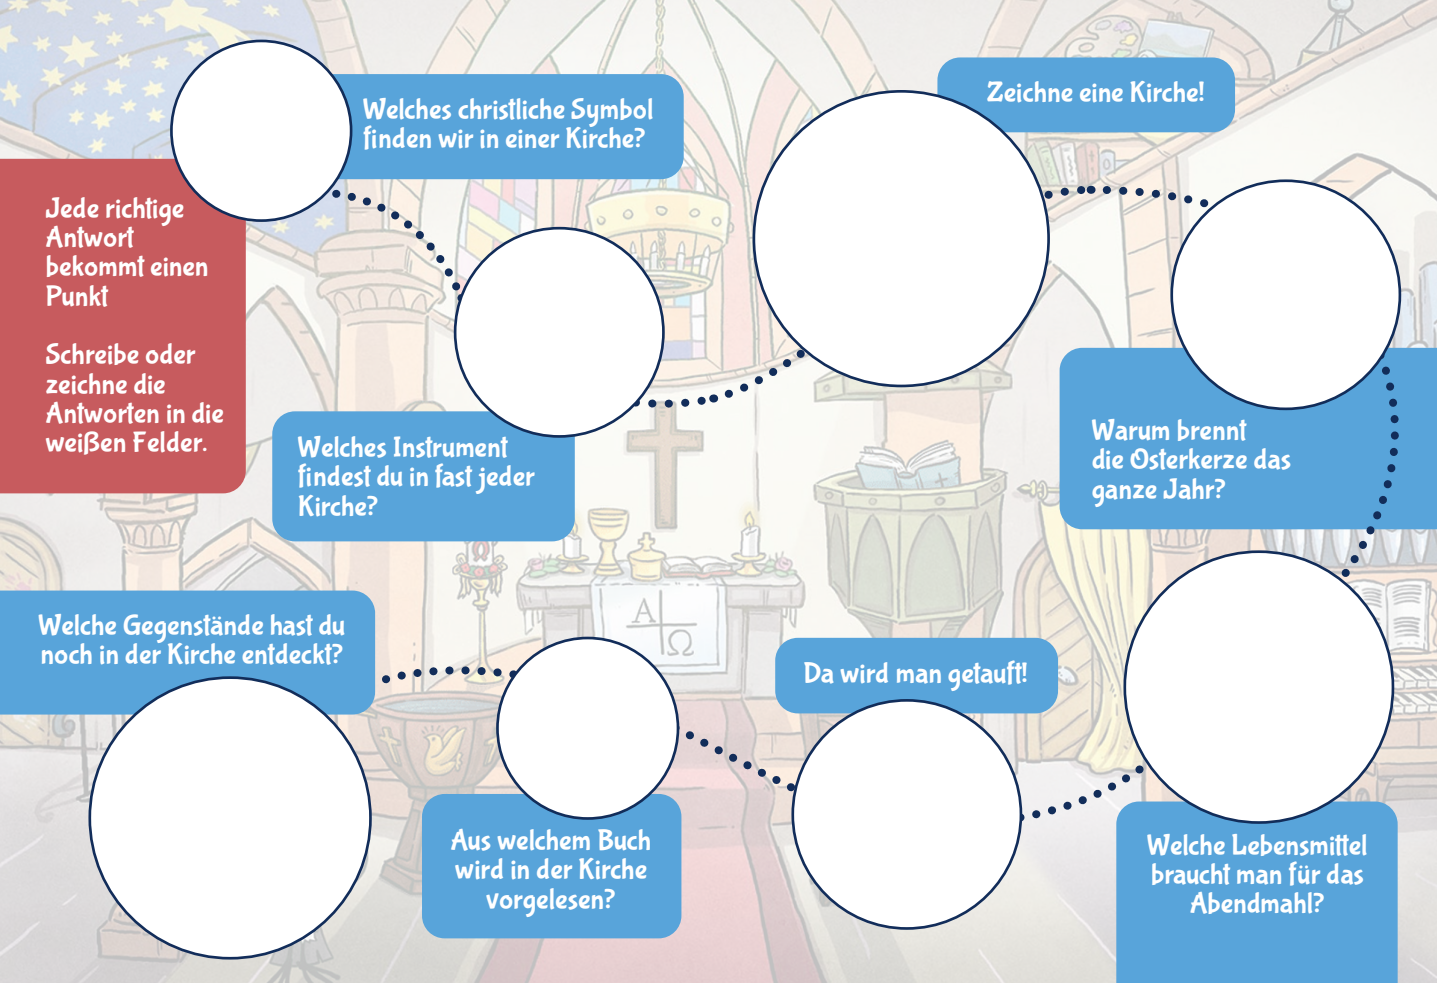 Jede richtige
Antwort
bekommt einen
Punkt
Schreibe oder
zeichne die
Antworten in die
weißen Felder.
Welches christliche Symbol
finden wir in einer Kirche?
Welches Instrument
findest du in fast jeder
Kirche?
Zeichne eine Kirche!
Warum brennt
die Osterkerze das
ganze Jahr?
Welche Lebensmittel
braucht man für das
Abendmahl?
Da wird man getauft!
Aus welchem Buch
wird in der Kirche
vorgelesen?
Welche Gegenstände hast du
noch in der Kirche entdeckt?
A
Ω